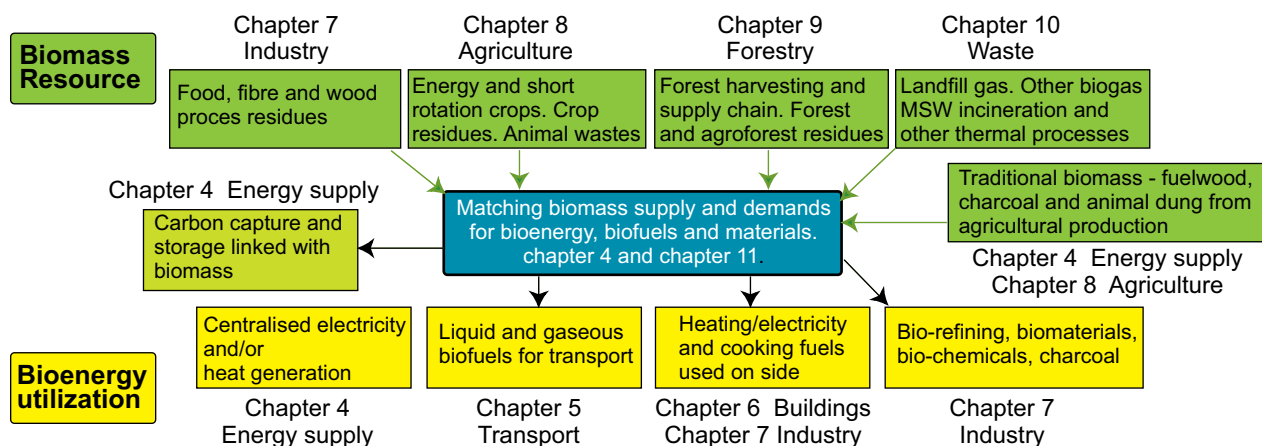 Biomass
Resource
Chapter 7
Industry
Food, fibre and wood
proces residues
Chapter 8
Agriculture
Energy and short
rotation crops. Crop
residues. Animal wastes
Chapter 9
Forestry
Forest harvesting and
supply chain. Forest
and agroforest residues
Chapter 10
Waste
Landfill gas. Other biogas
MSW incineration and
other thermal processes
Chapter 4 Energy supply
Carbon capture and
storage linked with
biomass
Matching biomass supply and demands
for bioenergy, biofuels and materials.
chapter 4 and chapter 11.
Traditional biomass - fuelwood,
charcoal and animal dung from
agricultural production
Chapter 4 Energy supply
Chapter 8 Agriculture
Bioenergy
utilization
Centralised electricity
and/or
heat generation
Chapter 4
Energy supply
Liquid and gaseous
biofuels for transport
Chapter 5
Transport
Heating/electricity
and cooking fuels
used on side
Chapter 6 Buildings
Chapter 7 Industry
Bio-refining, biomaterials,
bio-chemicals, charcoal
Chapter 7
Industry